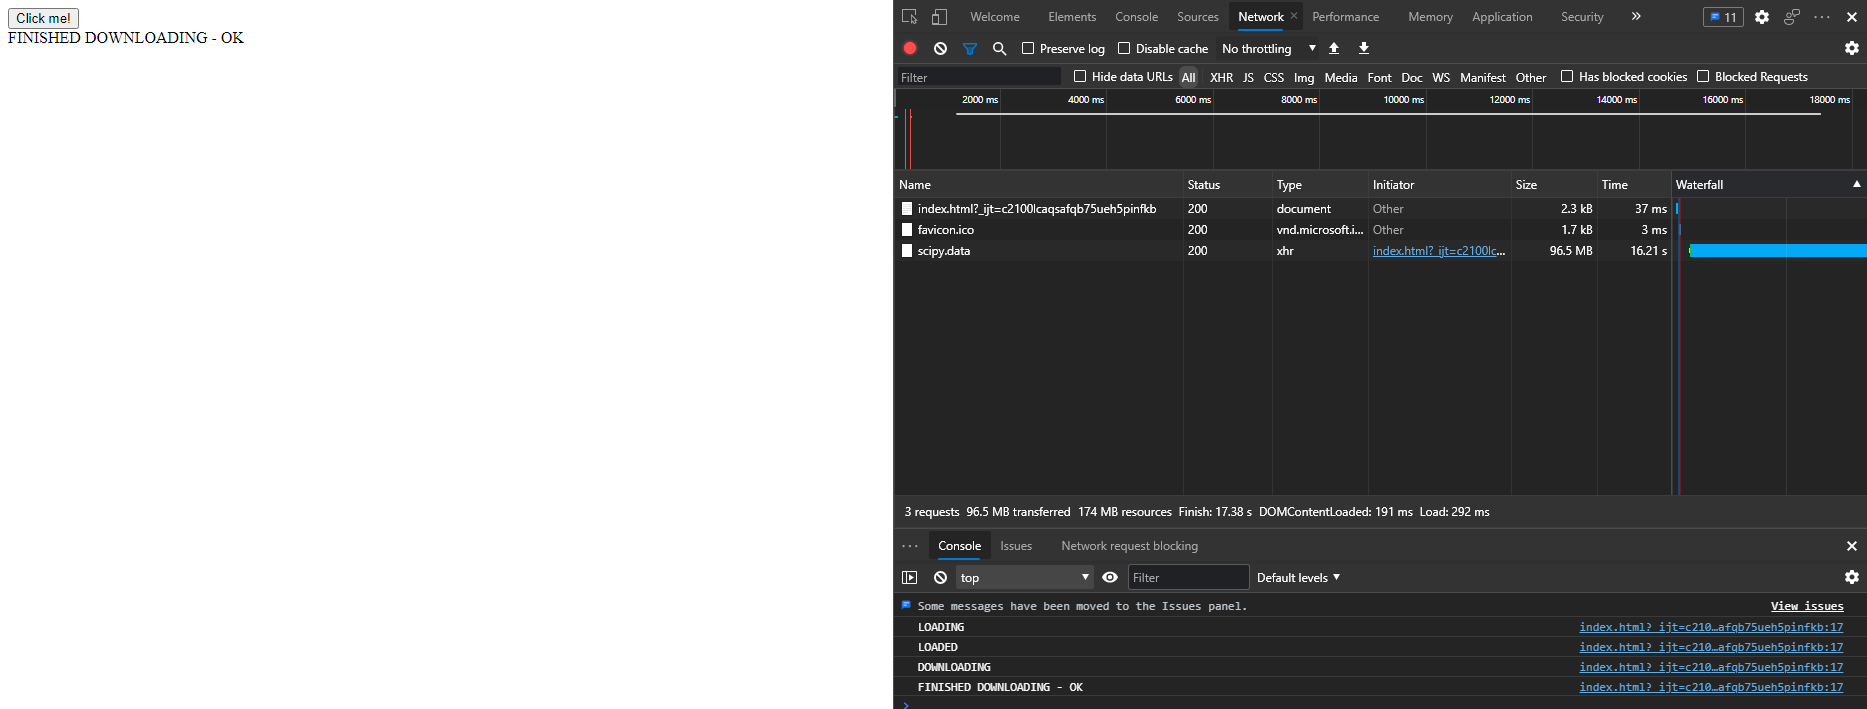 Click me!
FINISHED DOWNLOADING - OK
Welcome Elements Console Sources Network Performance Memory Application Security 11
Preserve log Disable cache No throttling
Filter Hide data URLs All XHR JS CSS Img Media Font Doc WS Manifest Other Has blocked cookies Blocked Requests
2000 ms 4000 ms 6000 ms 8000 ms 10000 ms 12000 ms 14000 ms 16000 ms 18000 ms
Name Status Type Initiator Size Time Waterfall
index.html?_ijt=c2100lcaqsafqb75ueh5pinfkb 200 document Other 2.3 kB 37 ms
favicon.ico 200 vnd.microsoft.i... Other 1.7 kB 3 ms
scipy.data 200 xhr index.html?_ijt=c2100lc... 96.5 MB 16.21 s
3 requests 96.5 MB transferred 174 MB resources Finish: 17.38 s DOMContentLoaded: 191 ms Load: 292 ms
Console Issues Network request blocking
top Filter Default levels
Some messages have been moved to the Issues panel. View issues
LOADING index.html?_ijt=c210…afqb75ueh5pinfkb:17
LOADED index.html?_ijt=c210…afqb75ueh5pinfkb:17
DOWNLOADING index.html?_ijt=c210…afqb75ueh5pinfkb:17
FINISHED DOWNLOADING - OK index.html?_ijt=c210…afqb75ueh5pinfkb:17